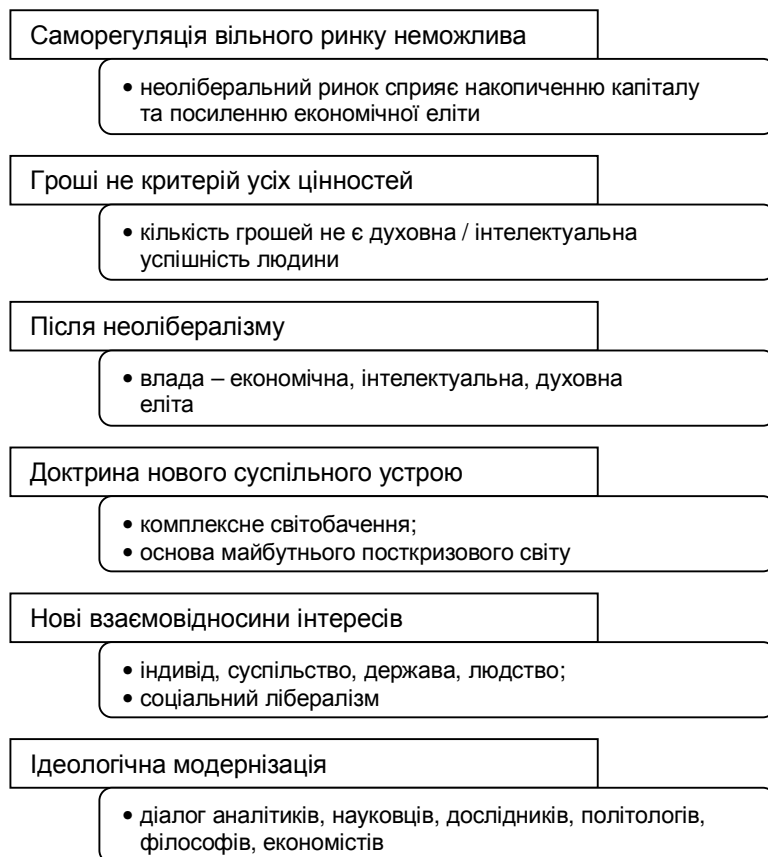 Саморегуляція вільного ринку неможлива
• неоліберальний ринок сприяє накопиченню капіталу
та посиленню економічної еліти
Гроші не критерій усіх цінностей
• кількість грошей не є духовна / інтелектуальна
успішність людини
Після неолібералізму
• влада – економічна, інтелектуальна, духовна
еліта
Доктрина нового суспільного устрою
• комплексне світобачення;
• основа майбутнього посткризового світу
Нові взаємовідносини інтересів
• індивід, суспільство, держава, людство;
• соціальний лібералізм
Ідеологічна модернізація
• діалог аналітиків, науковців, дослідників, політологів,
філософів, економістів